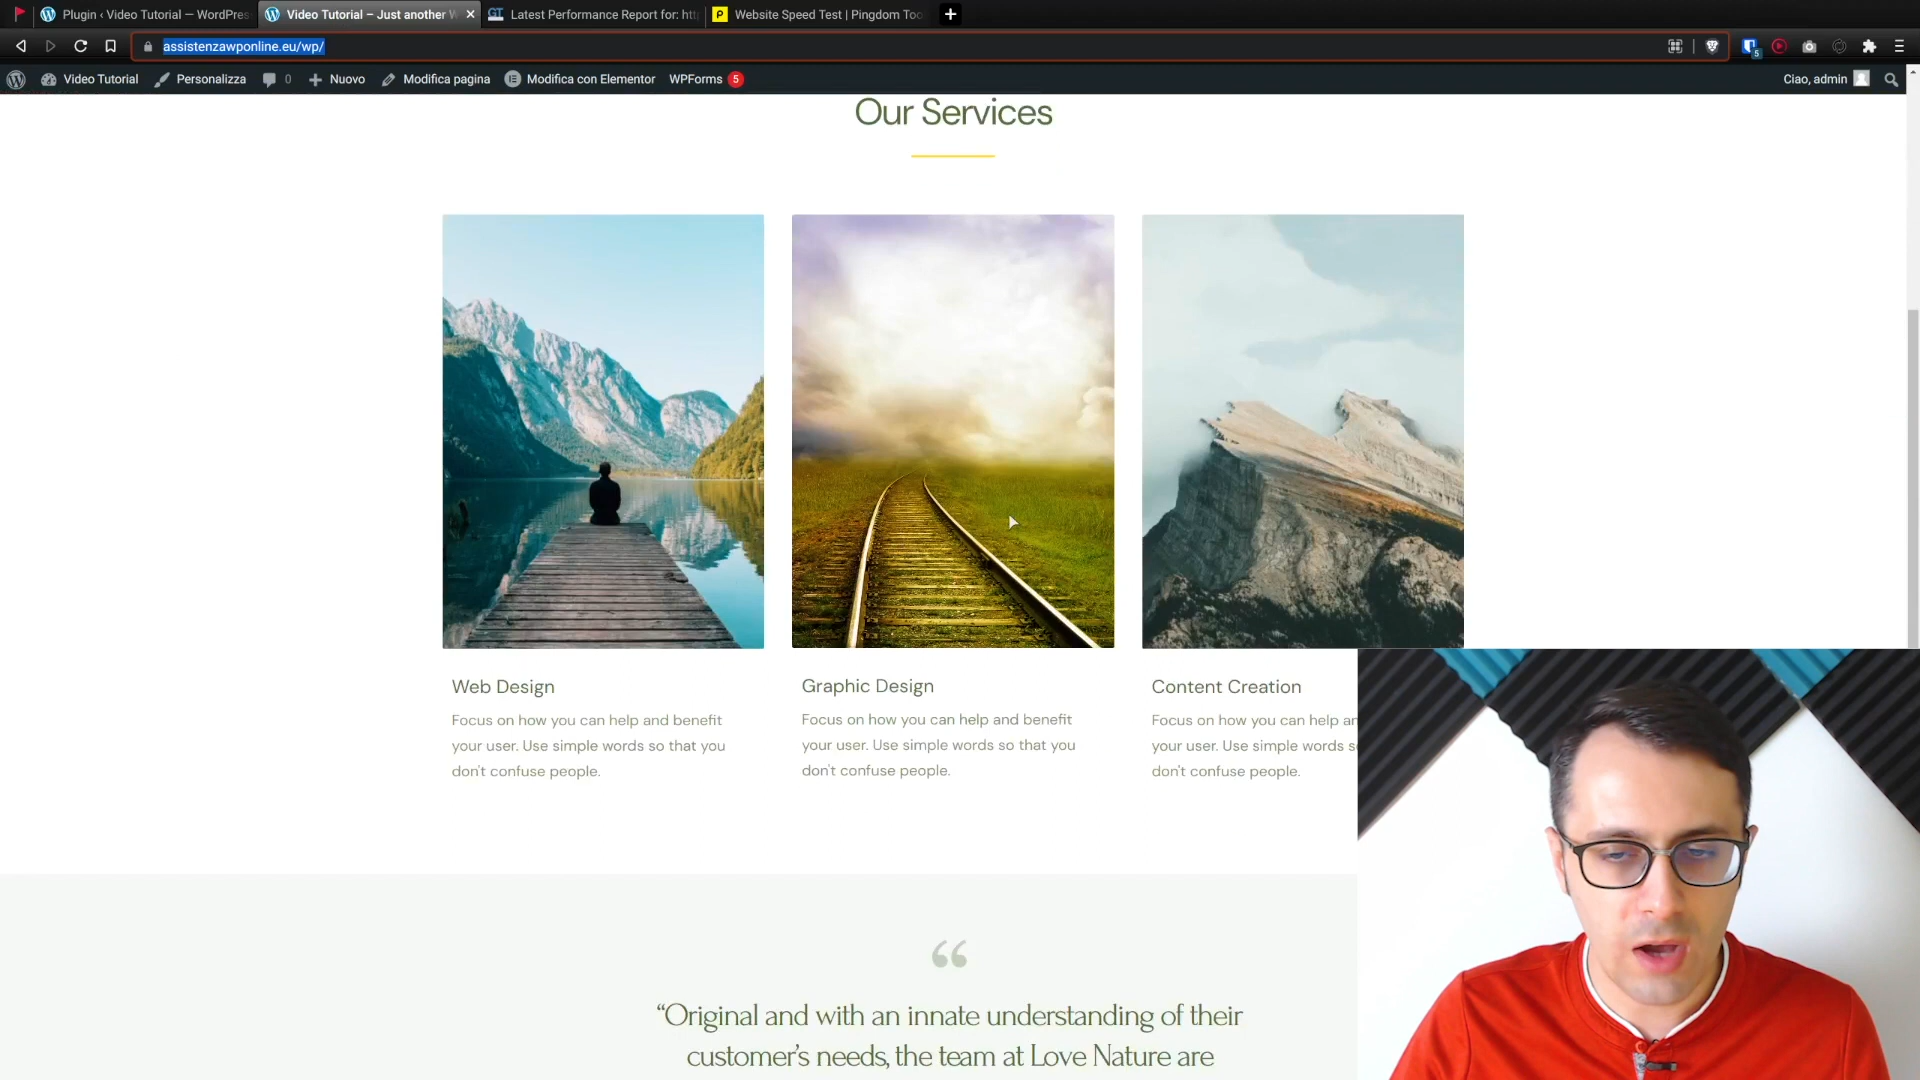 Plugin ‹ Video Tutorial — WordPres
Video Tutorial – Just another W
GT
Latest Performance Report for: htt
P
Website Speed Test | Pingdom Too
assistenzawponline.eu/wp/
5
Video Tutorial
Personalizza
0
Nuovo
Modifica pagina
Modifica con Elementor
WPForms 5
Ciao, admin
Our Services
Web Design
Focus on how you can help and benefit
your user. Use simple words so that you
don't confuse people.
Graphic Design
Focus on how you can help and benefit
your user. Use simple words so that you
don't confuse people.
Content Creation
Focus on how you can help an
your user. Use simple words s
don't confuse people.
“
“Original and with an innate understanding of their
customer’s needs, the team at Love Nature are